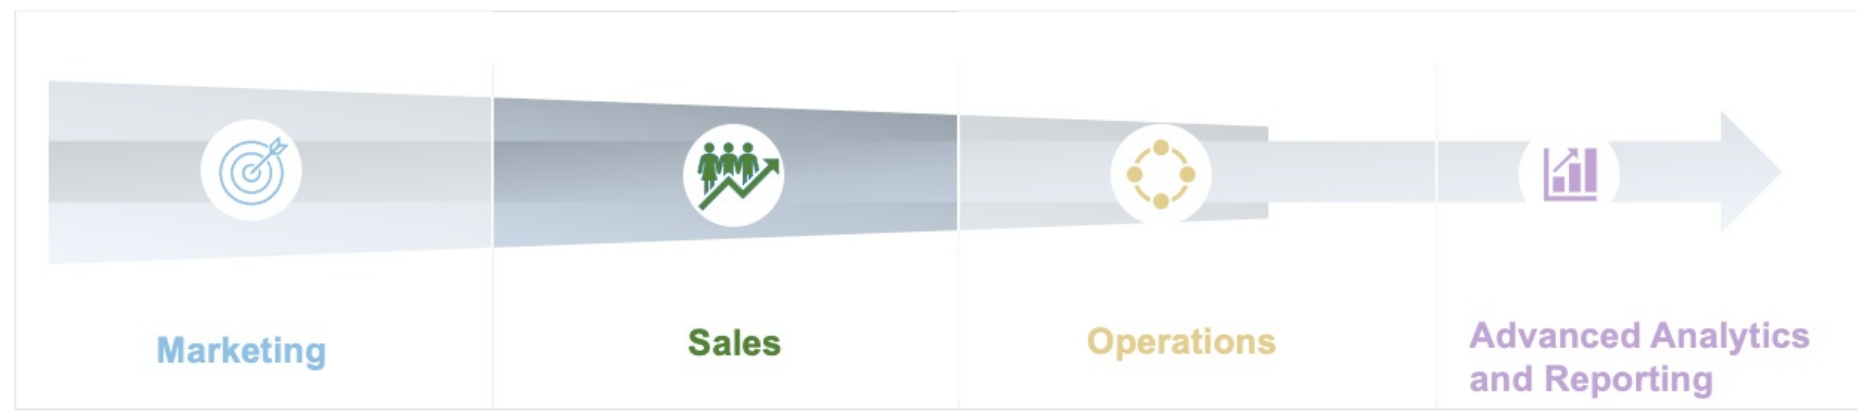 Marketing
Sales
Operations
Advanced Analytics
and Reporting